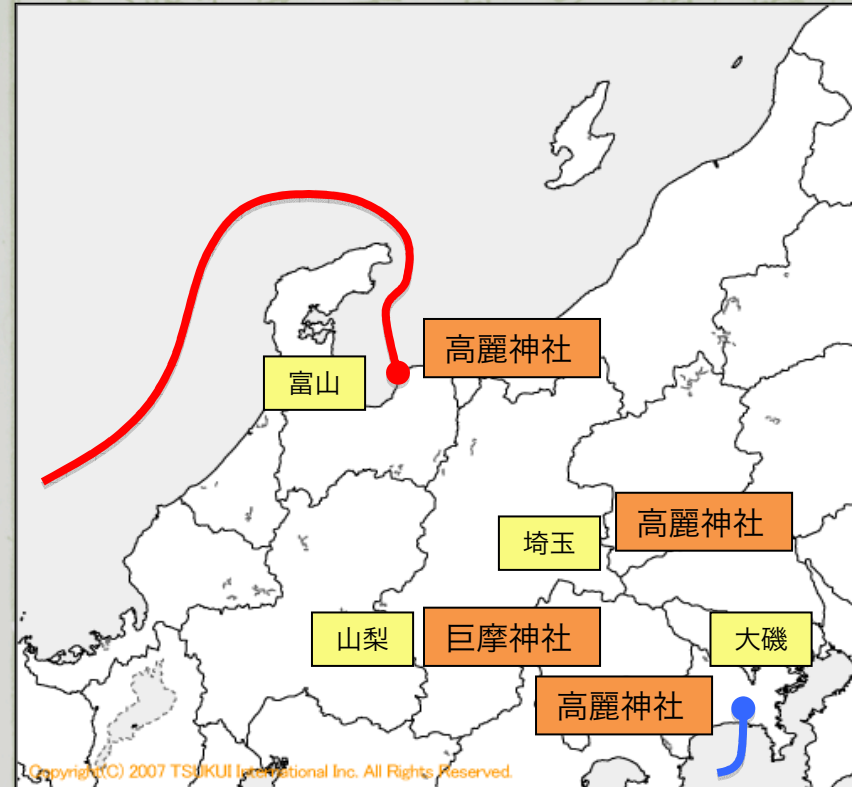 高麗神社
富山
高麗神社
埼玉
山梨
巨摩神社
大磯
高麗神社
Copyright(C) 2007 TSUKUI International Inc. All Rights Reserved.